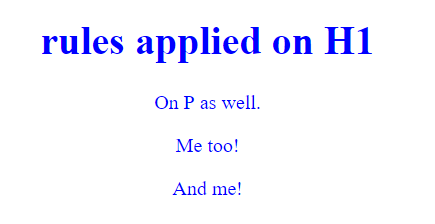 rules applied on H1
On P as well.
Me too!
And me!